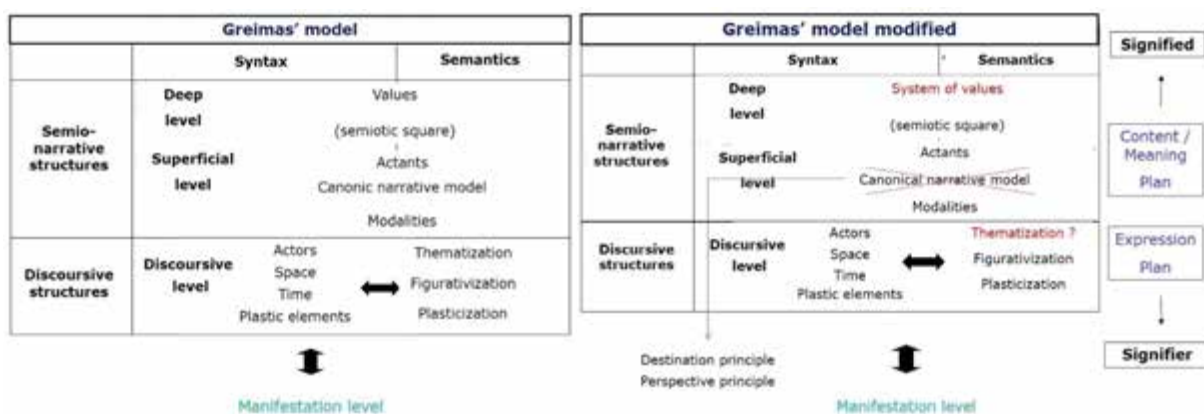 Greimas' model
Syntax
Semantics
Semio-
narrative
structures
Deep
level
Values
(semiotic square)
Superficial
level
Actants
Canonic narrative model
Modalities
Discoursive
structures
Discoursive
level
Actors
Space
Time
Plastic elements
Thematization
Figurativization
Plasticization
Manifestation level
Greimas' model modified
Syntax
Semantics
Semio-
narrative
structures
Deep
level
System of values
(semiotic square)
Superficial
level
Actants
Canonical narrative model
Modalities
Discursive
structures
Discursive
level
Actors
Space
Time
Plastic elements
Thematization ?
Figurativization
Plasticization
Destination principle
Perspective principle
Manifestation level
Signified
Content /
Meaning
Plan
Expression
Plan
Signifier